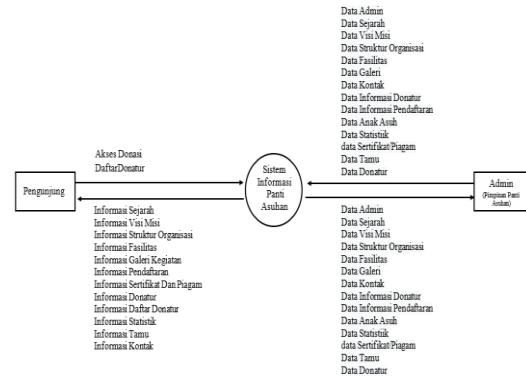 Data Admin
Data Sejarah
Data Visi Misi
Data Struktur Organisasi
Data Fasilitas
Data Galeri
Data Kontak
Data Informasi Donatur
Data Informasi Pendaftaran
Data Anak Asuh
Data Statistiik
data Sertifikat/Piagam
Data Tamu
Data Donatur
Akses Donasi
DaftarDonatur
Pengunjung
Sistem
Informasi
Panti
Asuhan
Admin
(Pimpinan Panti
Asuhan)
Informasi Sejarah
Informasi Visi Misi
Informasi Struktur Organisasi
Informasi Fasilitas
Informasi Galeri Kegiatan
Informasi Pendaftaran
Informasi Sertifikat Dan Piagam
Informasi Donatur
Informasi Daftar Donatur
Informasi Statistik
Informasi Tamu
Informasi Kontak
Data Admin
Data Sejarah
Data Visi Misi
Data Struktur Organisasi
Data Fasilitas
Data Galeri
Data Kontak
Data Informasi Donatur
Data Informasi Pendaftaran
Data Anak Asuh
Data Statistiik
data Sertifikat/Piagam
Data Tamu
Data Donatur